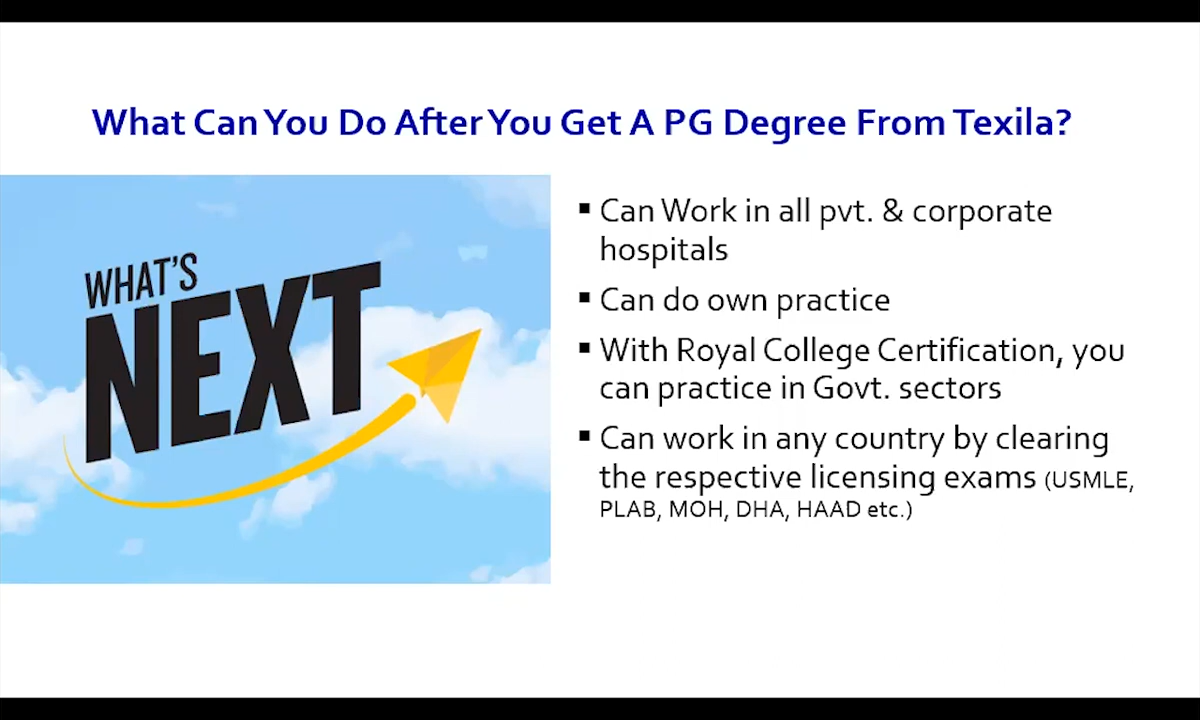 What Can You Do After You Get A PG Degree From Texila?
WHAT'S
NEXT
▪ Can Work in all pvt. & corporate
hospitals
▪ Can do own practice
▪ With Royal College Certification, you
can practice in Govt. sectors
▪ Can work in any country by clearing
the respective licensing exams (USMLE,
PLAB, MOH, DHA, HAAD etc.)